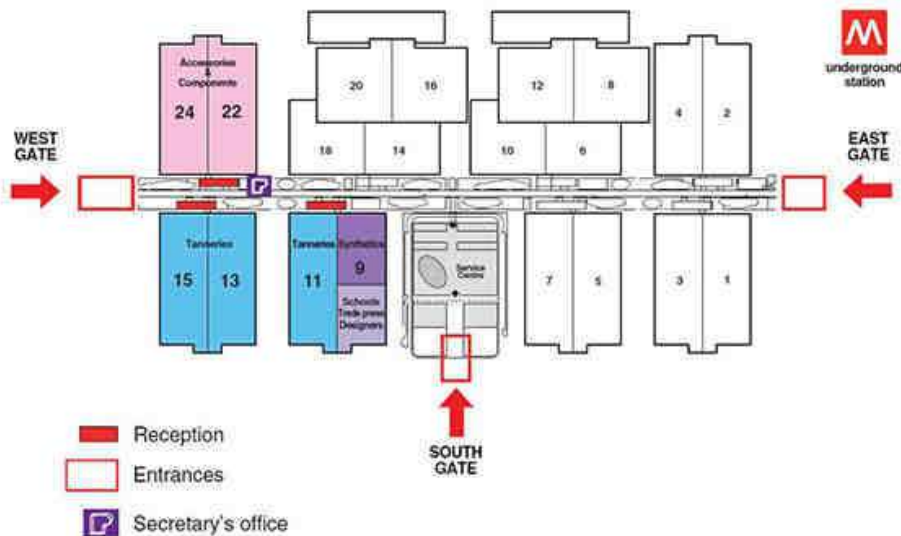 Accessories
&
Components
24 22
20 16
12 8
4 2
18 14
10 6
M
underground
station
WEST
GATE
EAST
GATE
Tanneries
15 13
Tanneries
11
Synthetics
9
Schools
Trade press
Designers
Service
Centre
7 5
3 1
SOUTH
GATE
Reception
Entrances
Secretary's office